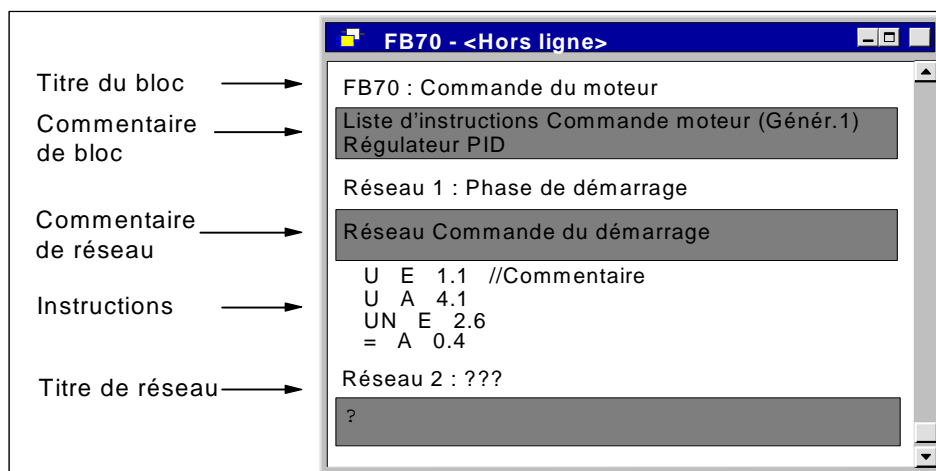 FB70 - <Hors ligne>
Titre du bloc
FB70 : Commande du moteur
Commentaire
de bloc
Liste d'instructions Commande moteur (Génér.1)
Régulateur PID
Réseau 1 : Phase de démarrage
Commentaire
de réseau
Réseau Commande du démarrage
Instructions
U E 1.1 //Commentaire
U A 4.1
UN E 2.6
= A 0.4
Titre de réseau
Réseau 2 : ???
?